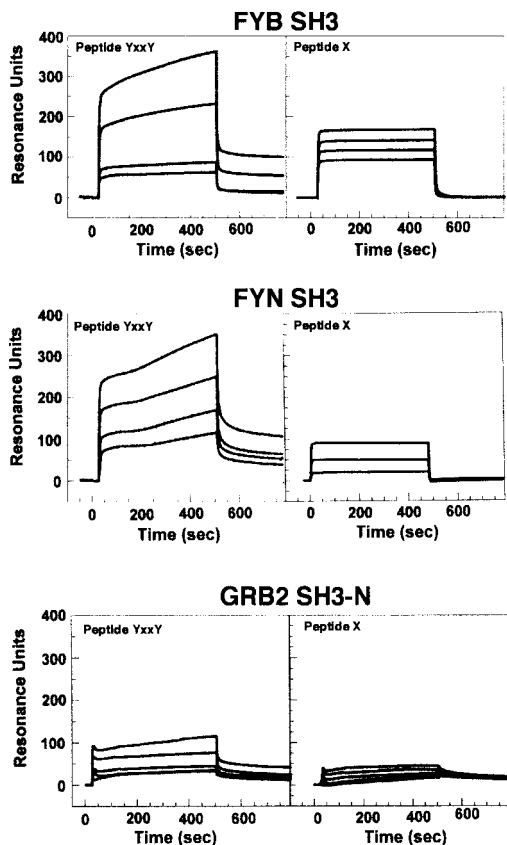 FYB SH3
Resonance Units
400
300
200
100
0
Peptide YxxY
Peptide X
0 200 400 600
0 200 400 600
Time (sec)
Time (sec)
FYN SH3
Resonance Units
400
300
200
100
0
Peptide YxxY
Peptide X
0 200 400 600
0 200 400 600
Time (sec)
Time (sec)
GRB2 SH3-N
Resonance Units
400
300
200
100
0
Peptide YxxY
Peptide X
0 200 400 600
0 200 400 600
Time (sec)
Time (sec)